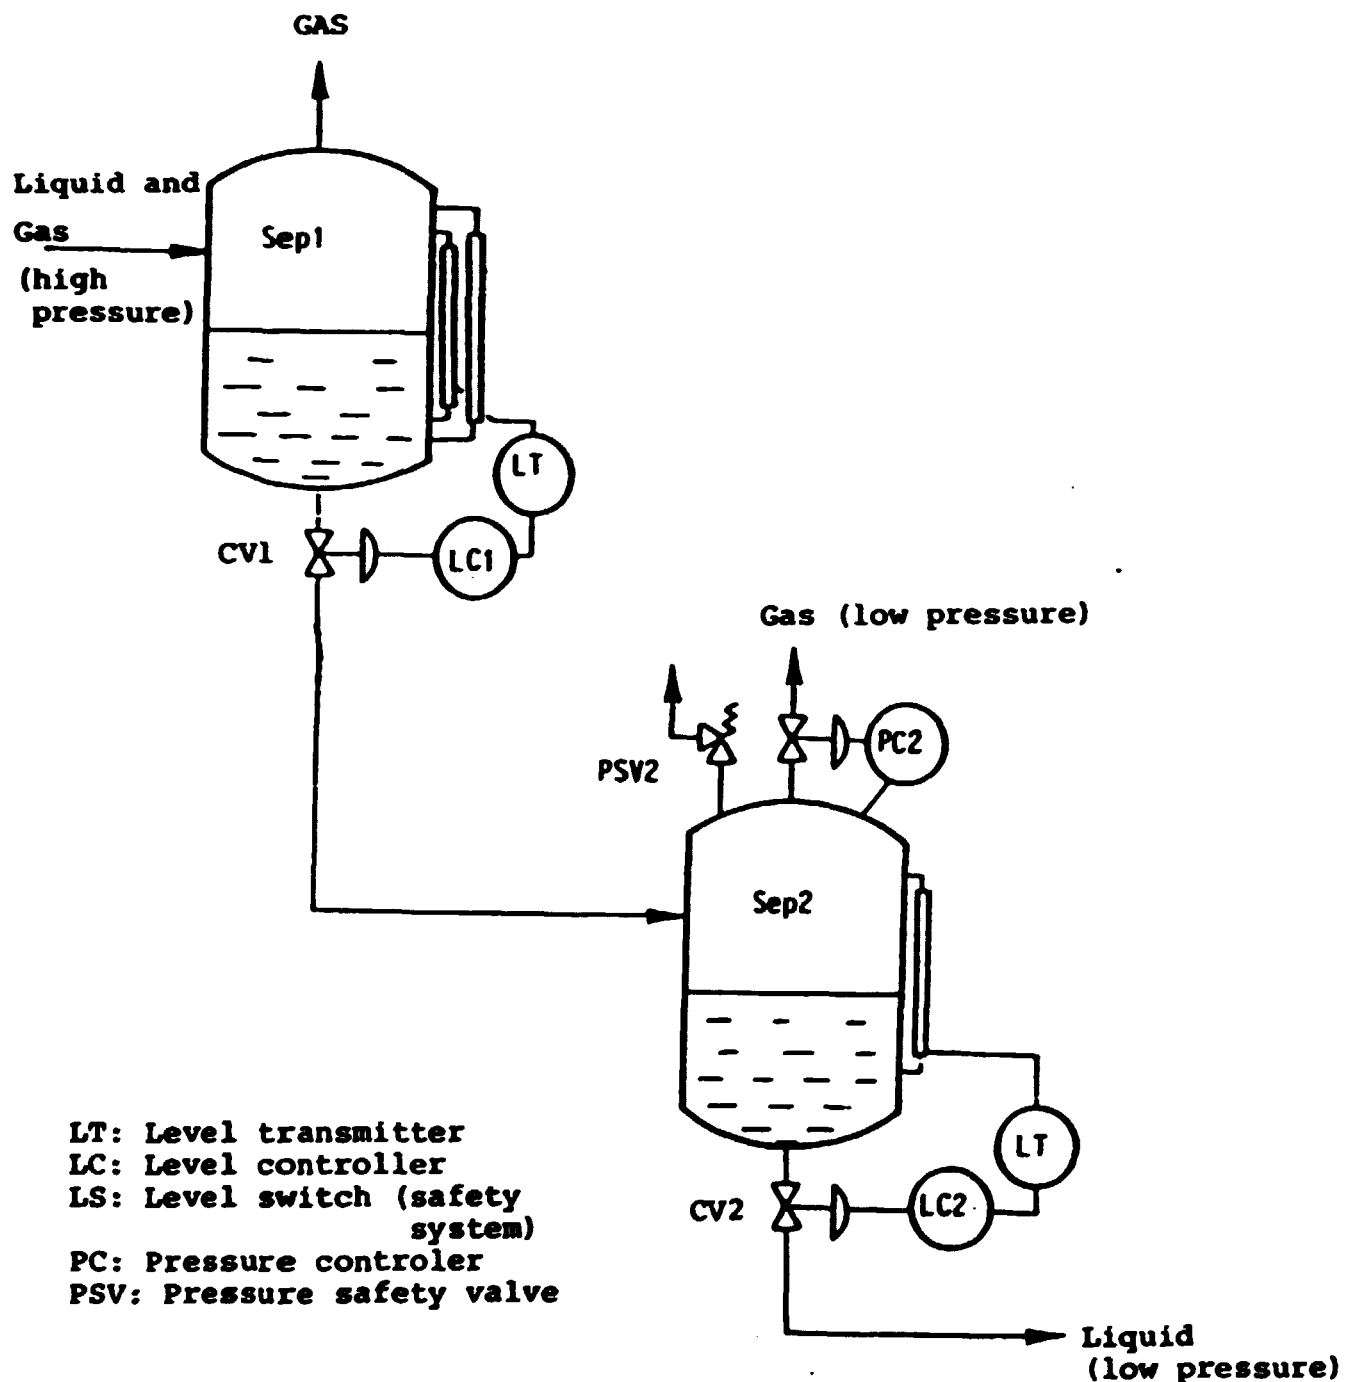 GAS
Liquid and
Gas
(high
pressure)
Sep1
LT
CV1
LC1
Gas (low pressure)
PSV2
PC2
Sep2
LT
CV2
LC2
LT: Level transmitter
LC: Level controller
LS: Level switch (safety
system)
PC: Pressure controler
PSV: Pressure safety valve
Liquid
(low pressure)